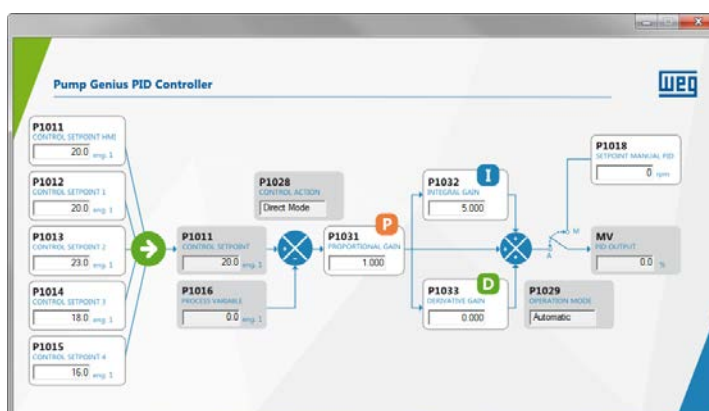 Pump Genius PID Controller
WEG
P1011
CONTROL SETPOINT HMI
20.0 eng. 1
P1012
CONTROL SETPOINT 1
20.0 eng. 1
P1013
CONTROL SETPOINT 2
23.0 eng. 1
P1014
CONTROL SETPOINT 3
18.0 eng. 1
P1015
CONTROL SETPOINT 4
16.0 eng. 1
P1011
CONTROL SETPOINT
20.0 eng. 1
P1016
PROCESS VARIABLE
0.0 eng. 1
P1028
CONTROL ACTION
Direct Mode
P
P1031
PROPORTIONAL GAIN
1.000
I
P1032
INTEGRAL GAIN
5.000
D
P1033
DERIVATIVE GAIN
0.000
M
A
P1018
SETPOINT MANUAL PID
0 rpm
MV
PID OUTPUT
0.0 %
P1029
OPERATION MODE
Automatic